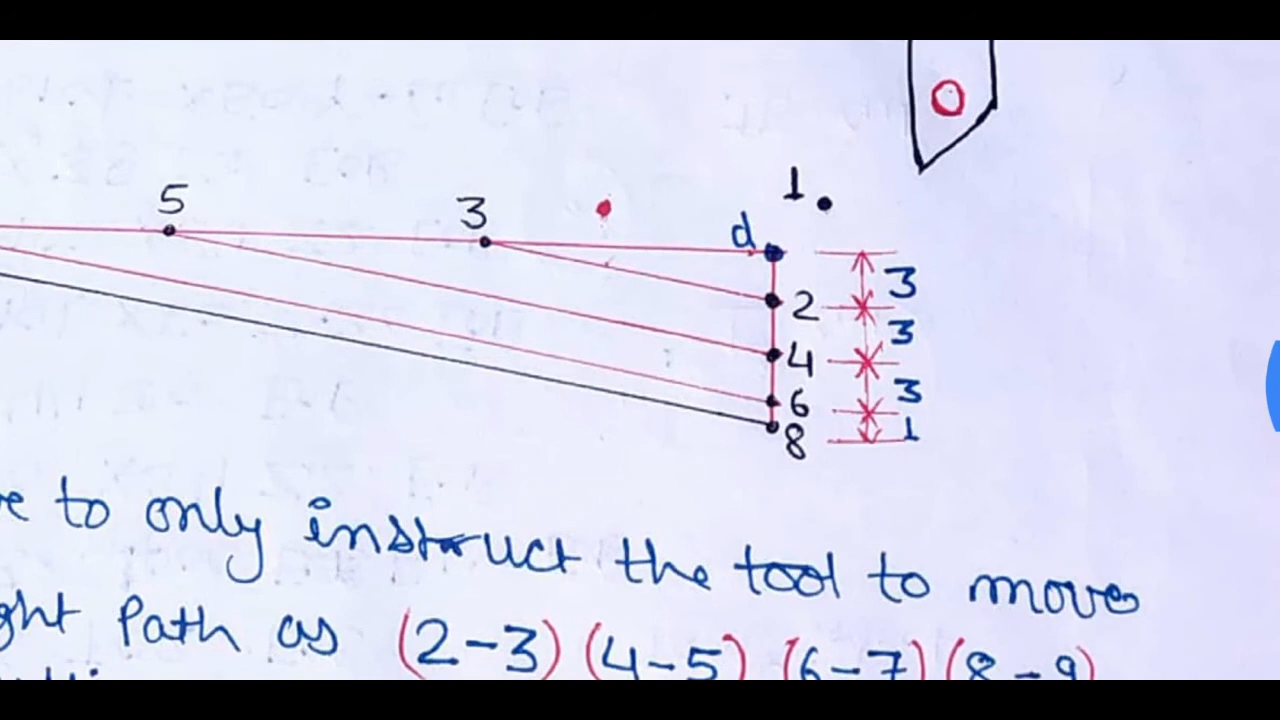 O
1
5 3 d
3
2
3
4
3
6
1
8
to only instruct the tool to move
Path as (2-3) (4-5) (6-7) (8-9)